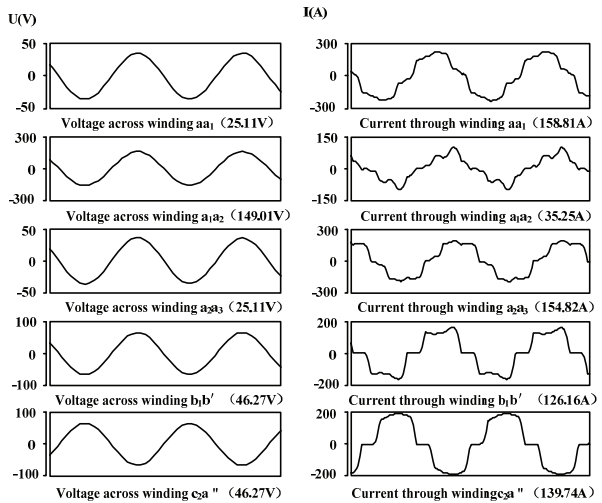 U(V)
I(A)
50
0
-50
Voltage across winding aa₁ (25.11V)
300
0
-300
Current through winding aa₁ (158.81A)
300
0
-300
Voltage across winding a₁a₂ (149.01V)
150
0
-150
Current through winding a₁a₂ (35.25A)
50
0
-50
Voltage across winding a₂a₃ (25.11V)
300
0
-300
Current through winding a₂a₃ (154.82A)
100
0
-100
Voltage across winding b₁b′ (46.27V)
200
0
-200
Current through winding b₁b′ (126.16A)
100
0
-100
Voltage across winding c₂a " (46.27V)
200
0
-200
Current through windingc₂a " (139.74A)